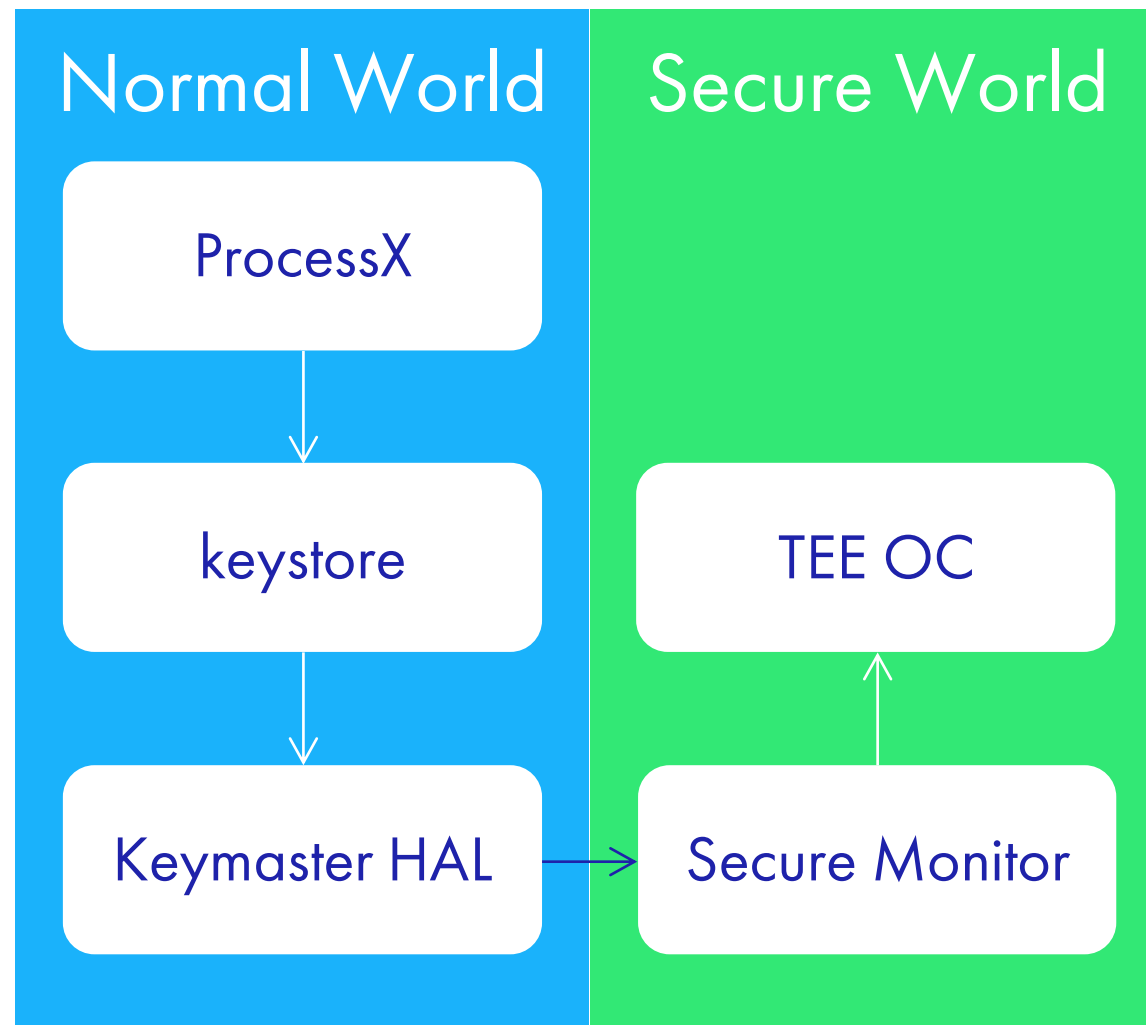 Normal World
Secure World
ProcessX
keystore
TEE OC
Keymaster HAL
Secure Monitor